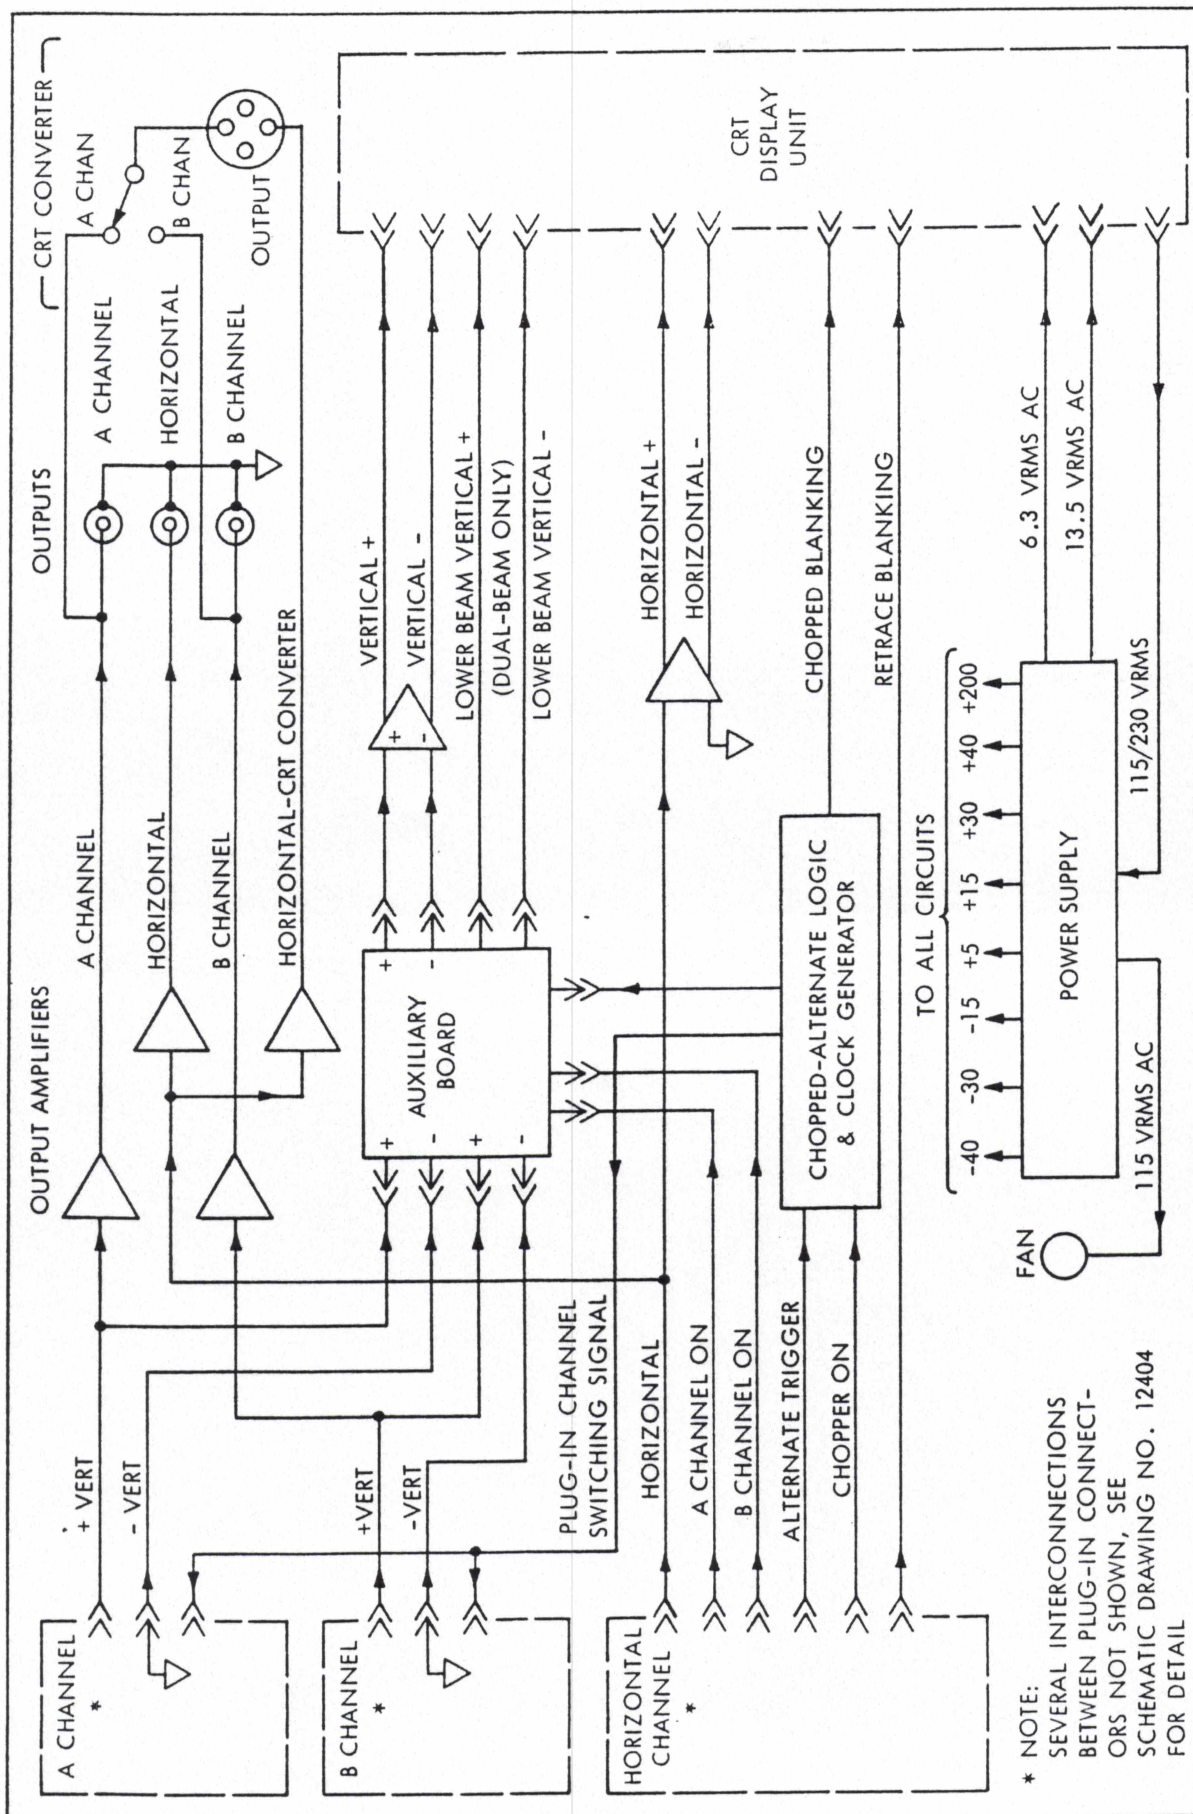 A CHANNEL
*
+ VERT
- VERT
B CHANNEL
*
+VERT
-VERT
HORIZONTAL
CHANNEL
*
PLUG-IN CHANNEL
SWITCHING SIGNAL
HORIZONTAL
A CHANNEL ON
B CHANNEL ON
ALTERNATE TRIGGER
CHOPPER ON
OUTPUT AMPLIFIERS
A CHANNEL
HORIZONTAL
B CHANNEL
HORIZONTAL-CRT CONVERTER
AUXILIARY
BOARD
+
-
+
-
+
-
+
-
CHOPPED-ALTERNATE LOGIC
& CLOCK GENERATOR
OUTPUTS
A CHANNEL
HORIZONTAL
B CHANNEL
CRT CONVERTER
A CHAN
B CHAN
OUTPUT
VERTICAL +
VERTICAL -
LOWER BEAM VERTICAL +
(DUAL-BEAM ONLY)
LOWER BEAM VERTICAL -
HORIZONTAL +
HORIZONTAL -
CHOPPED BLANKING
RETRACE BLANKING
CRT
DISPLAY
UNIT
TO ALL CIRCUITS
-40 -30 -15 +5 +15 +30 +40 +200
POWER SUPPLY
6.3 VRMS AC
13.5 VRMS AC
115/230 VRMS
115 VRMS AC
FAN
* NOTE:
SEVERAL INTERCONNECTIONS
BETWEEN PLUG-IN CONNECT-
ORS NOT SHOWN, SEE
SCHEMATIC DRAWING NO. 12404
FOR DETAIL